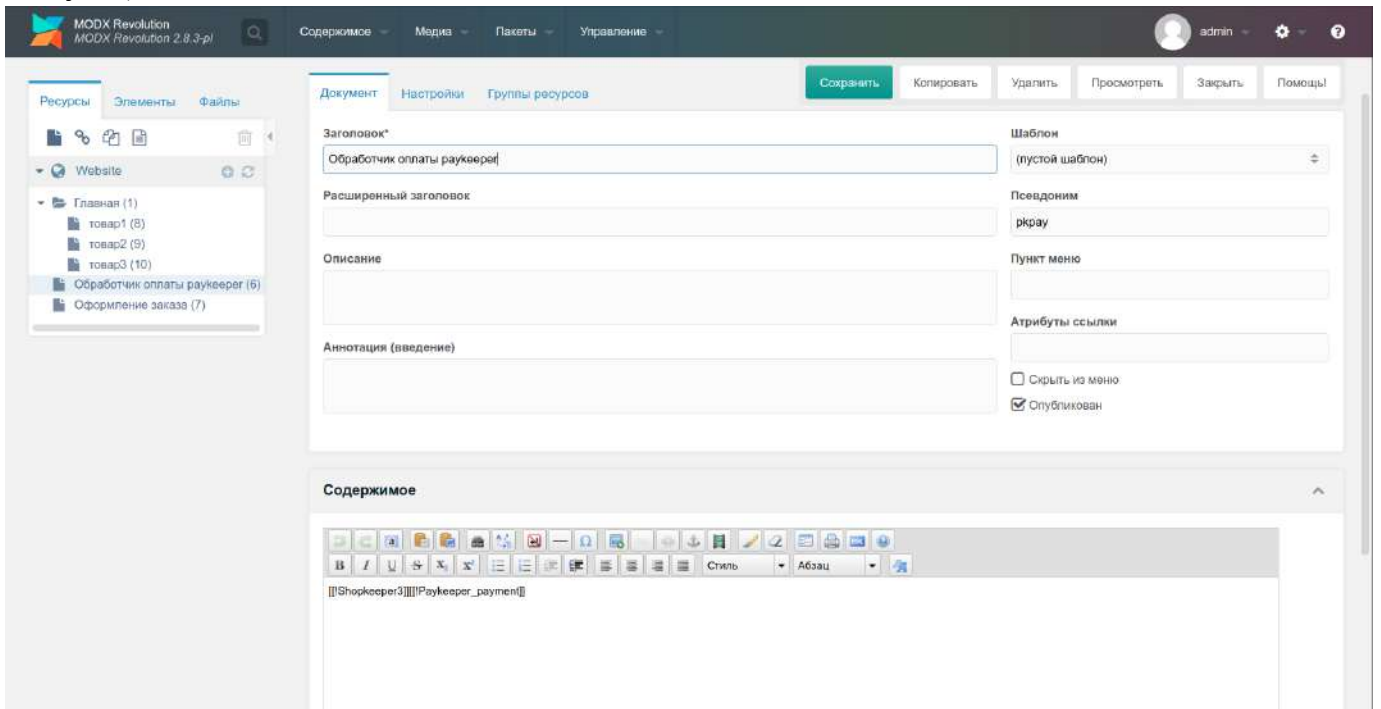 MODX Revolution
MODX Revolution 2.8.3-pl
Содержимое
Медиа
Пакеты
Управление
admin
Ресурсы
Элементы
Файлы
Документ
Настройки
Группы ресурсов
Сохранить
Копировать
Удалить
Просмотреть
Закрыть
Помощь!
Website
Главная (1)
товар1 (8)
товар2 (9)
товар3 (10)
Обработчик оплаты paykeeper (6)
Оформление заказа (7)
Заголовок*
Обработчик оплаты paykeeper
Расширенный заголовок
Описание
Аннотация (введение)
Шаблон
(пустой шаблон)
Псевдоним
pkpay
Пункт меню
Атрибуты ссылки
Скрыть из меню
Опубликован
Содержимое
Стиль
Абзац
[[!Shopkeeper3]][[!Paykeeper_payment]]